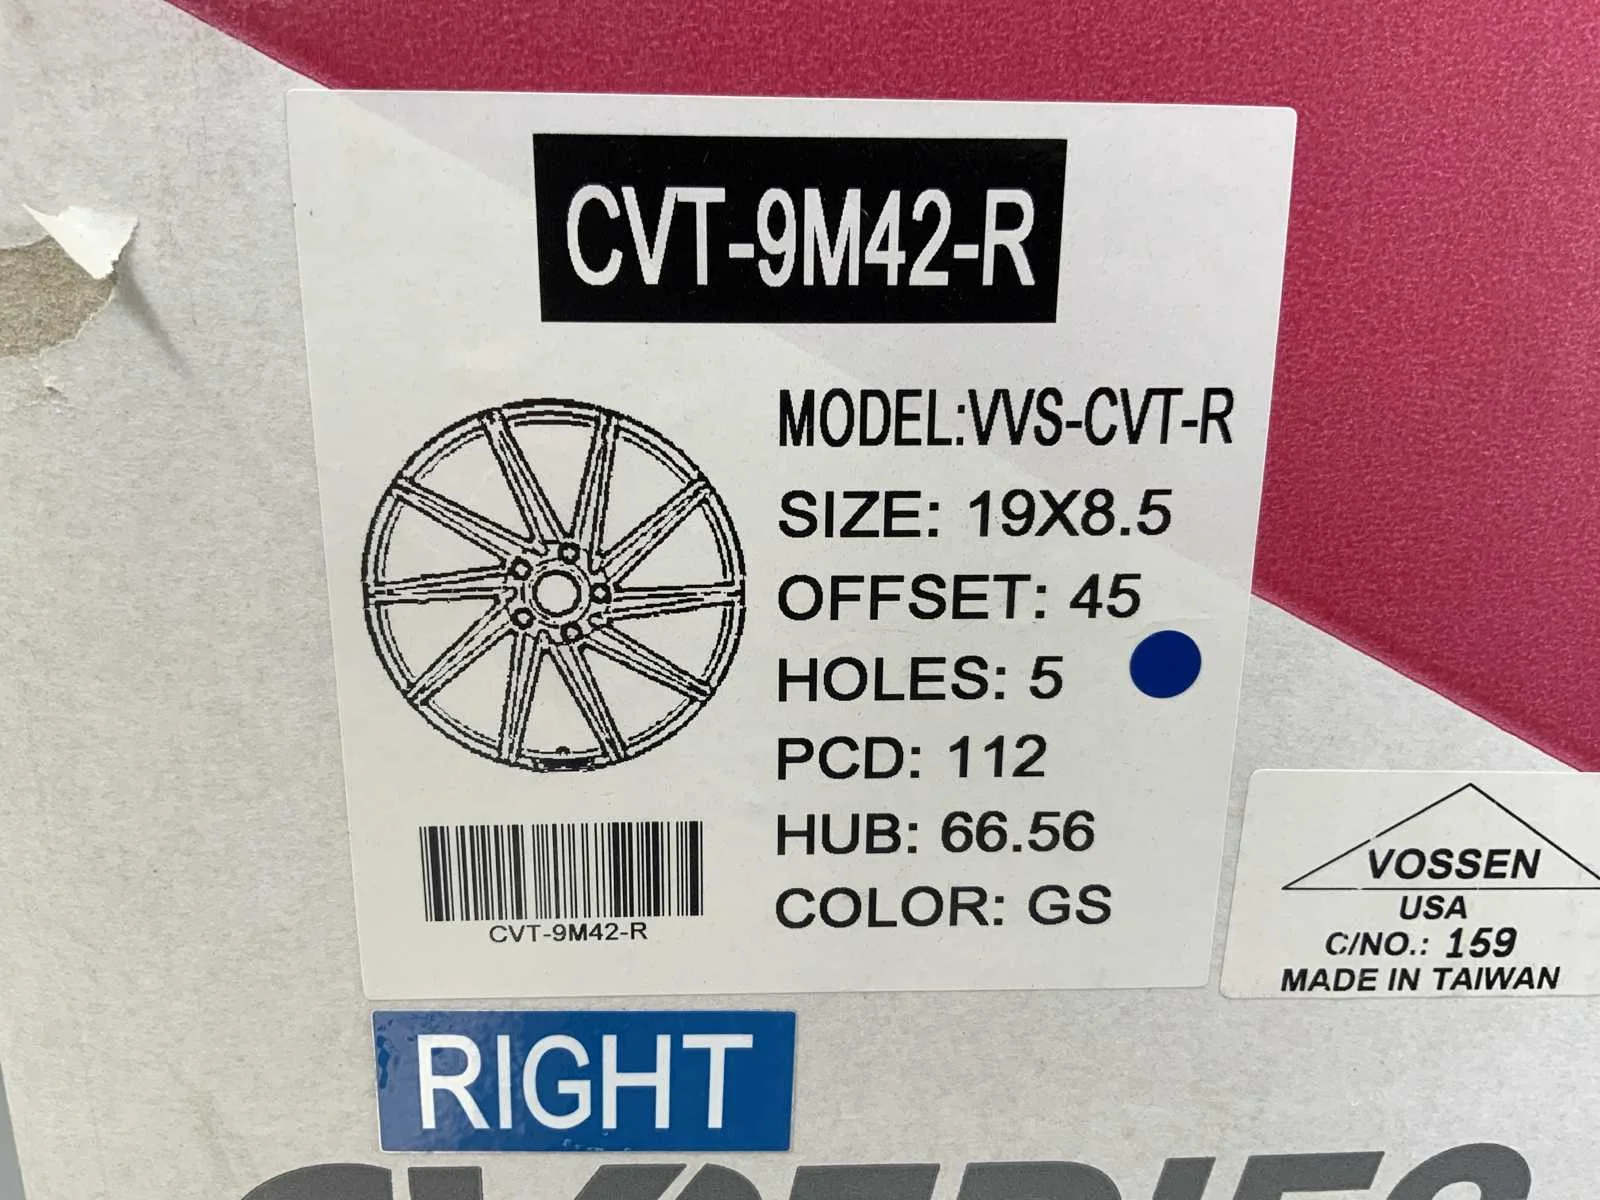 CVT-9M42-R
MODEL:VVS-CVT-R
SIZE: 19X8.5
OFFSET: 45
HOLES: 5
PCD: 112
HUB: 66.56
COLOR: GS
CVT-9M42-R
VOSSEN
USA
C/NO.: 159
MADE IN TAIWAN
RIGHT